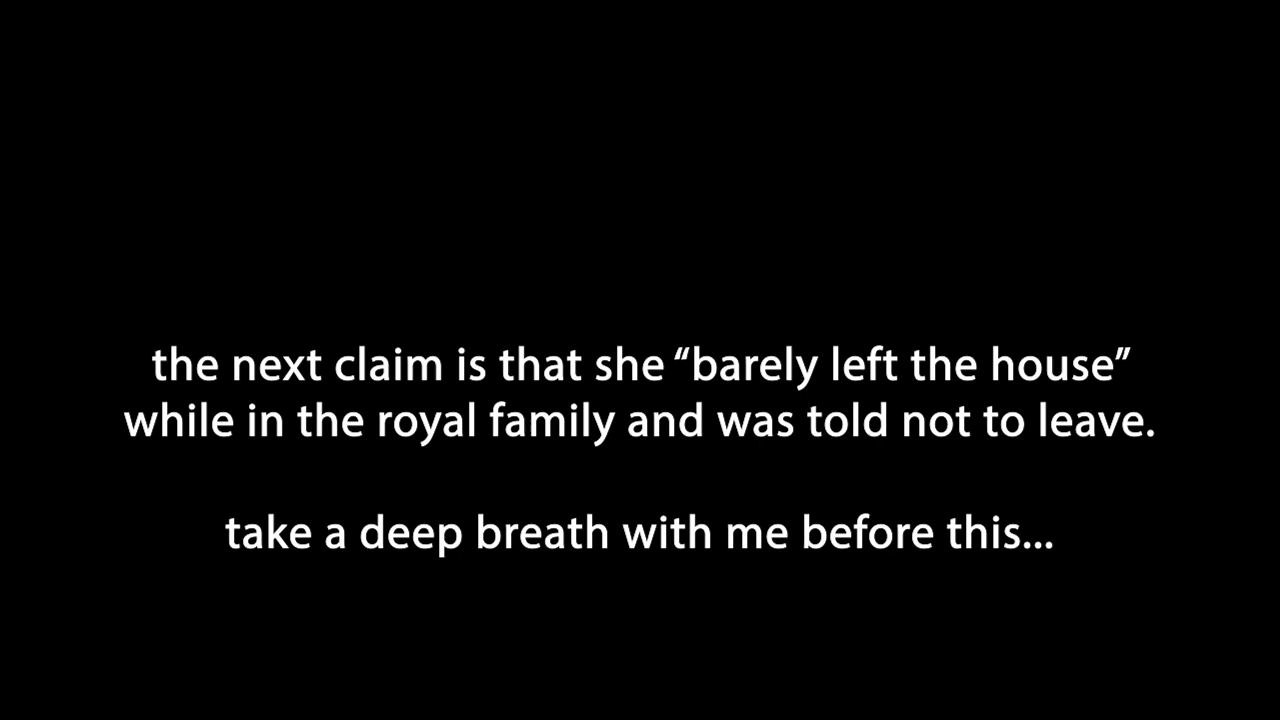 the next claim is that she “barely left the house”
while in the royal family and was told not to leave.
take a deep breath with me before this...